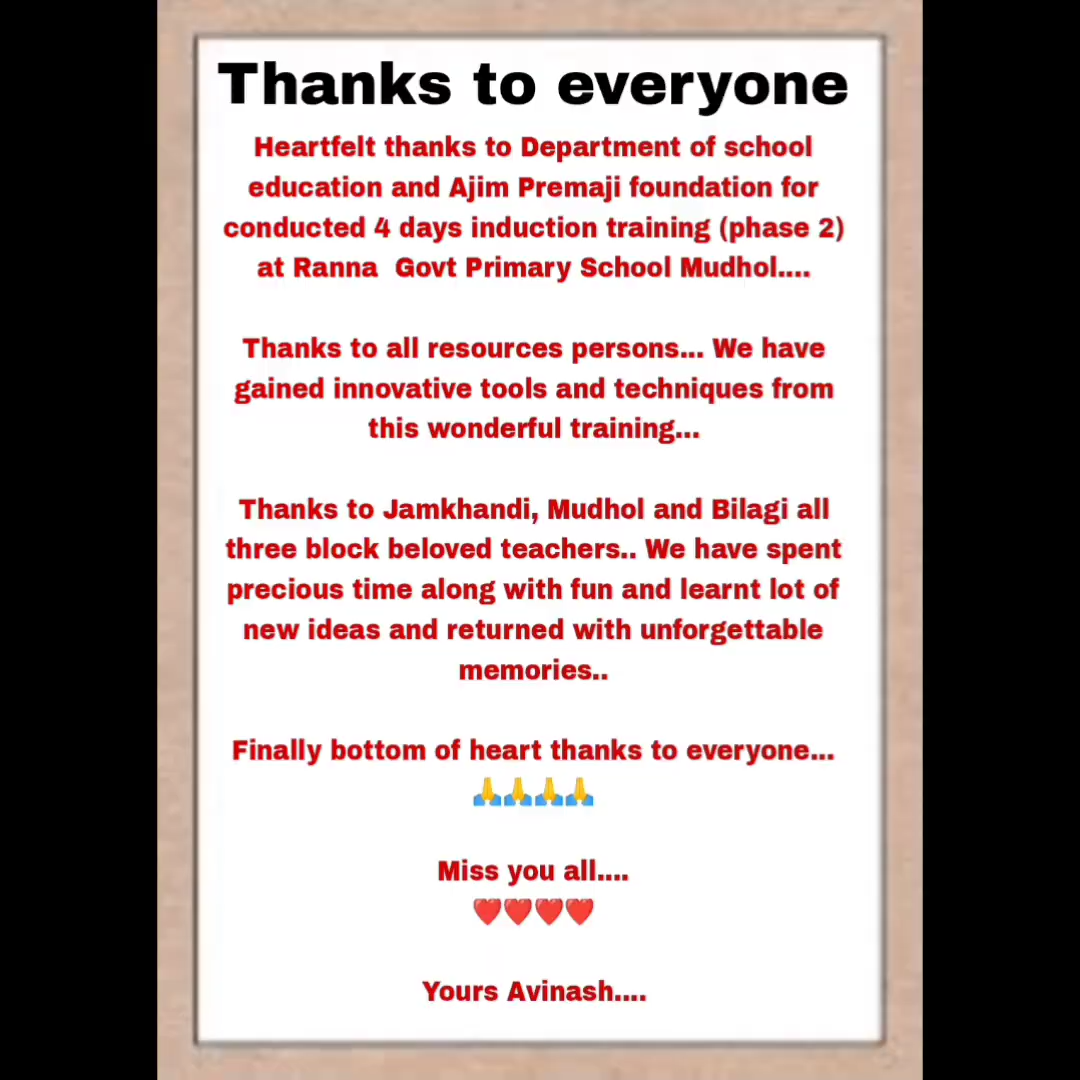 Thanks to everyone
Heartfelt thanks to Department of school
education and Ajim Premaji foundation for
conducted 4 days induction training (phase 2)
at Ranna  Govt Primary School Mudhol....
Thanks to all resources persons... We have
gained innovative tools and techniques from
this wonderful training...
Thanks to Jamkhandi, Mudhol and Bilagi all
three block beloved teachers.. We have spent
precious time along with fun and learnt lot of
new ideas and returned with unforgettable
memories..
Finally bottom of heart thanks to everyone...
🙏🙏🙏🙏
Miss you all....
❤️❤️❤️❤️
Yours Avinash....